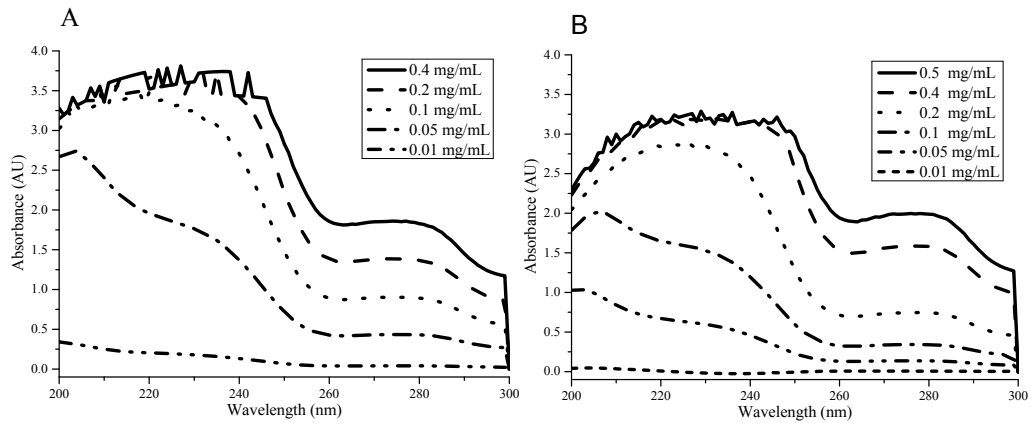 A
4.0
3.5
3.0
2.5
2.0
1.5
1.0
0.5
0.0
Absorbance (AU)
200
220
240
260
280
300
Wavelength (nm)
0.4 mg/mL
0.2 mg/mL
0.1 mg/mL
0.05 mg/mL
0.01 mg/mL
B
4.0
3.5
3.0
2.5
2.0
1.5
1.0
0.5
0.0
Absorbance (AU)
200
220
240
260
280
300
Wavelength (nm)
0.5 mg/mL
0.4 mg/mL
0.2 mg/mL
0.1 mg/mL
0.05 mg/mL
0.01 mg/mL